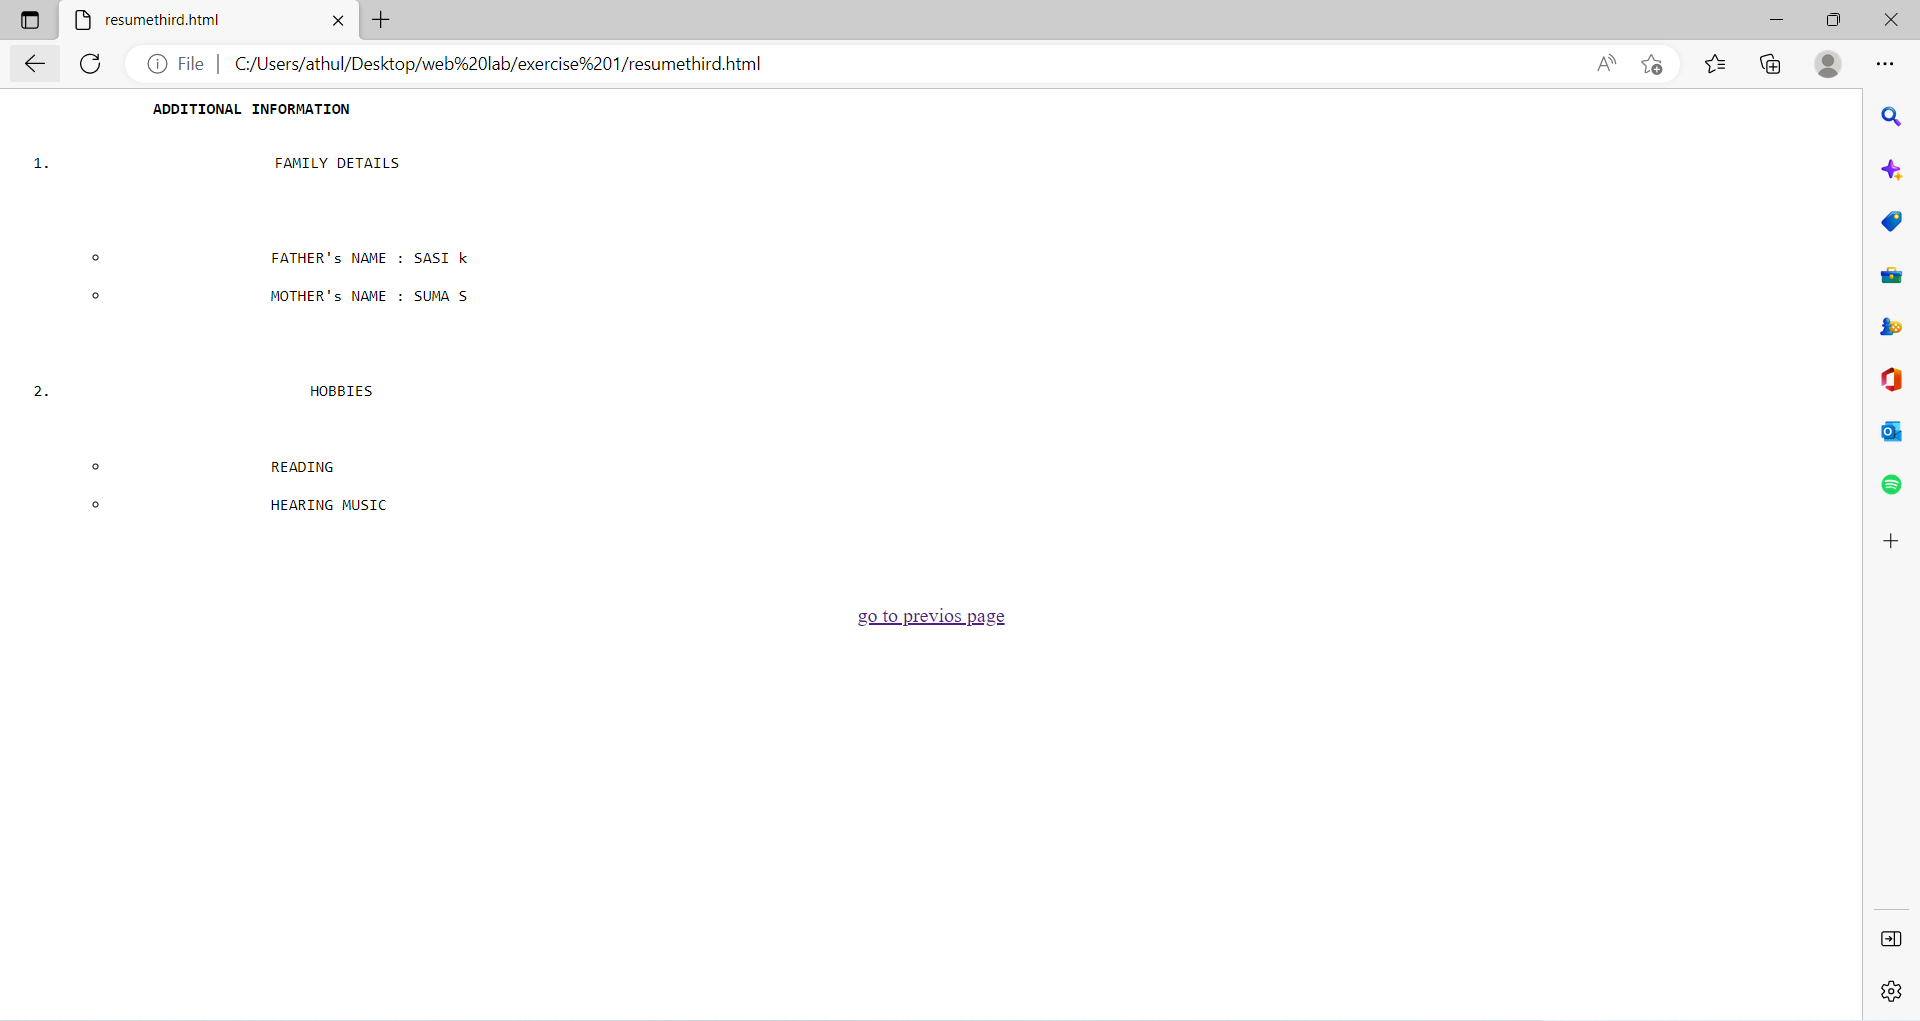 resumethird.html
File | C:/Users/athul/Desktop/web%20lab/exercise%201/resumethird.html
ADDITIONAL INFORMATION
1. FAMILY DETAILS
FATHER's NAME : SASI k
MOTHER's NAME : SUMA S
2. HOBBIES
READING
HEARING MUSIC
go to previos page